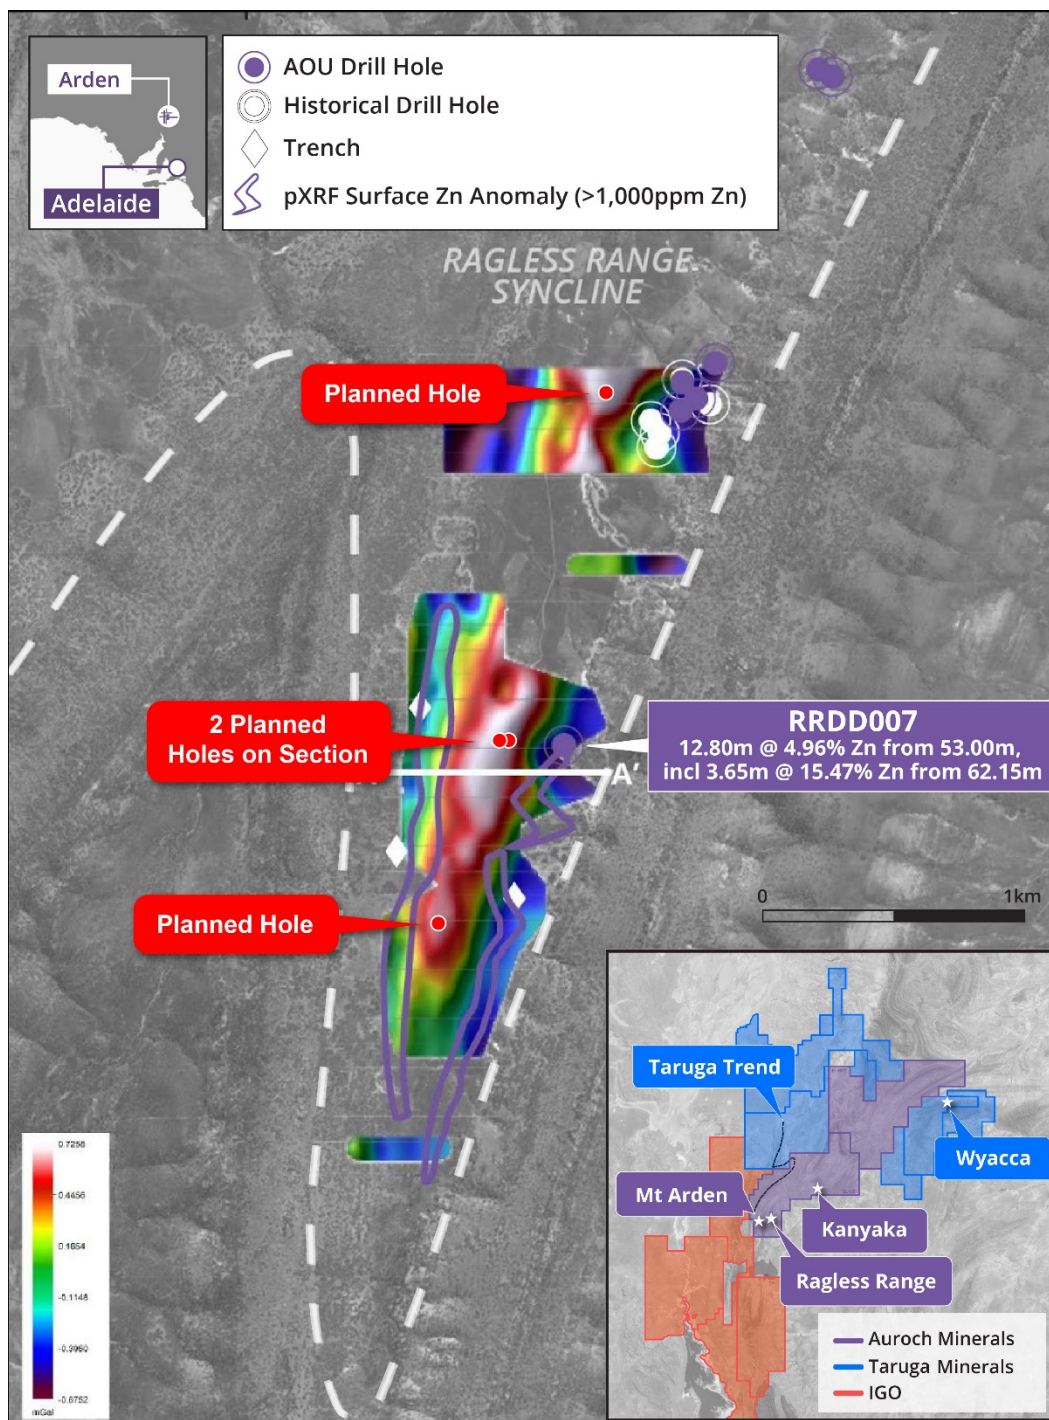 Arden
Adelaide
AOU Drill Hole
Historical Drill Hole
Trench
pXRF Surface Zn Anomaly (>1,000ppm Zn)
RAGLESS RANGE
SYNCLINE
Planned Hole
2 Planned
Holes on Section
RRDD007
12.80m @ 4.96% Zn from 53.00m,
incl 3.65m @ 15.47% Zn from 62.15m
A'
Planned Hole
0 1km
Taruga Trend
Wyacca
Mt Arden
Kanyaka
Ragless Range
Auroch Minerals
Taruga Minerals
IGO
0.7256
0.4456
0.1654
-0.1148
-0.3950
-0.6752
mGal